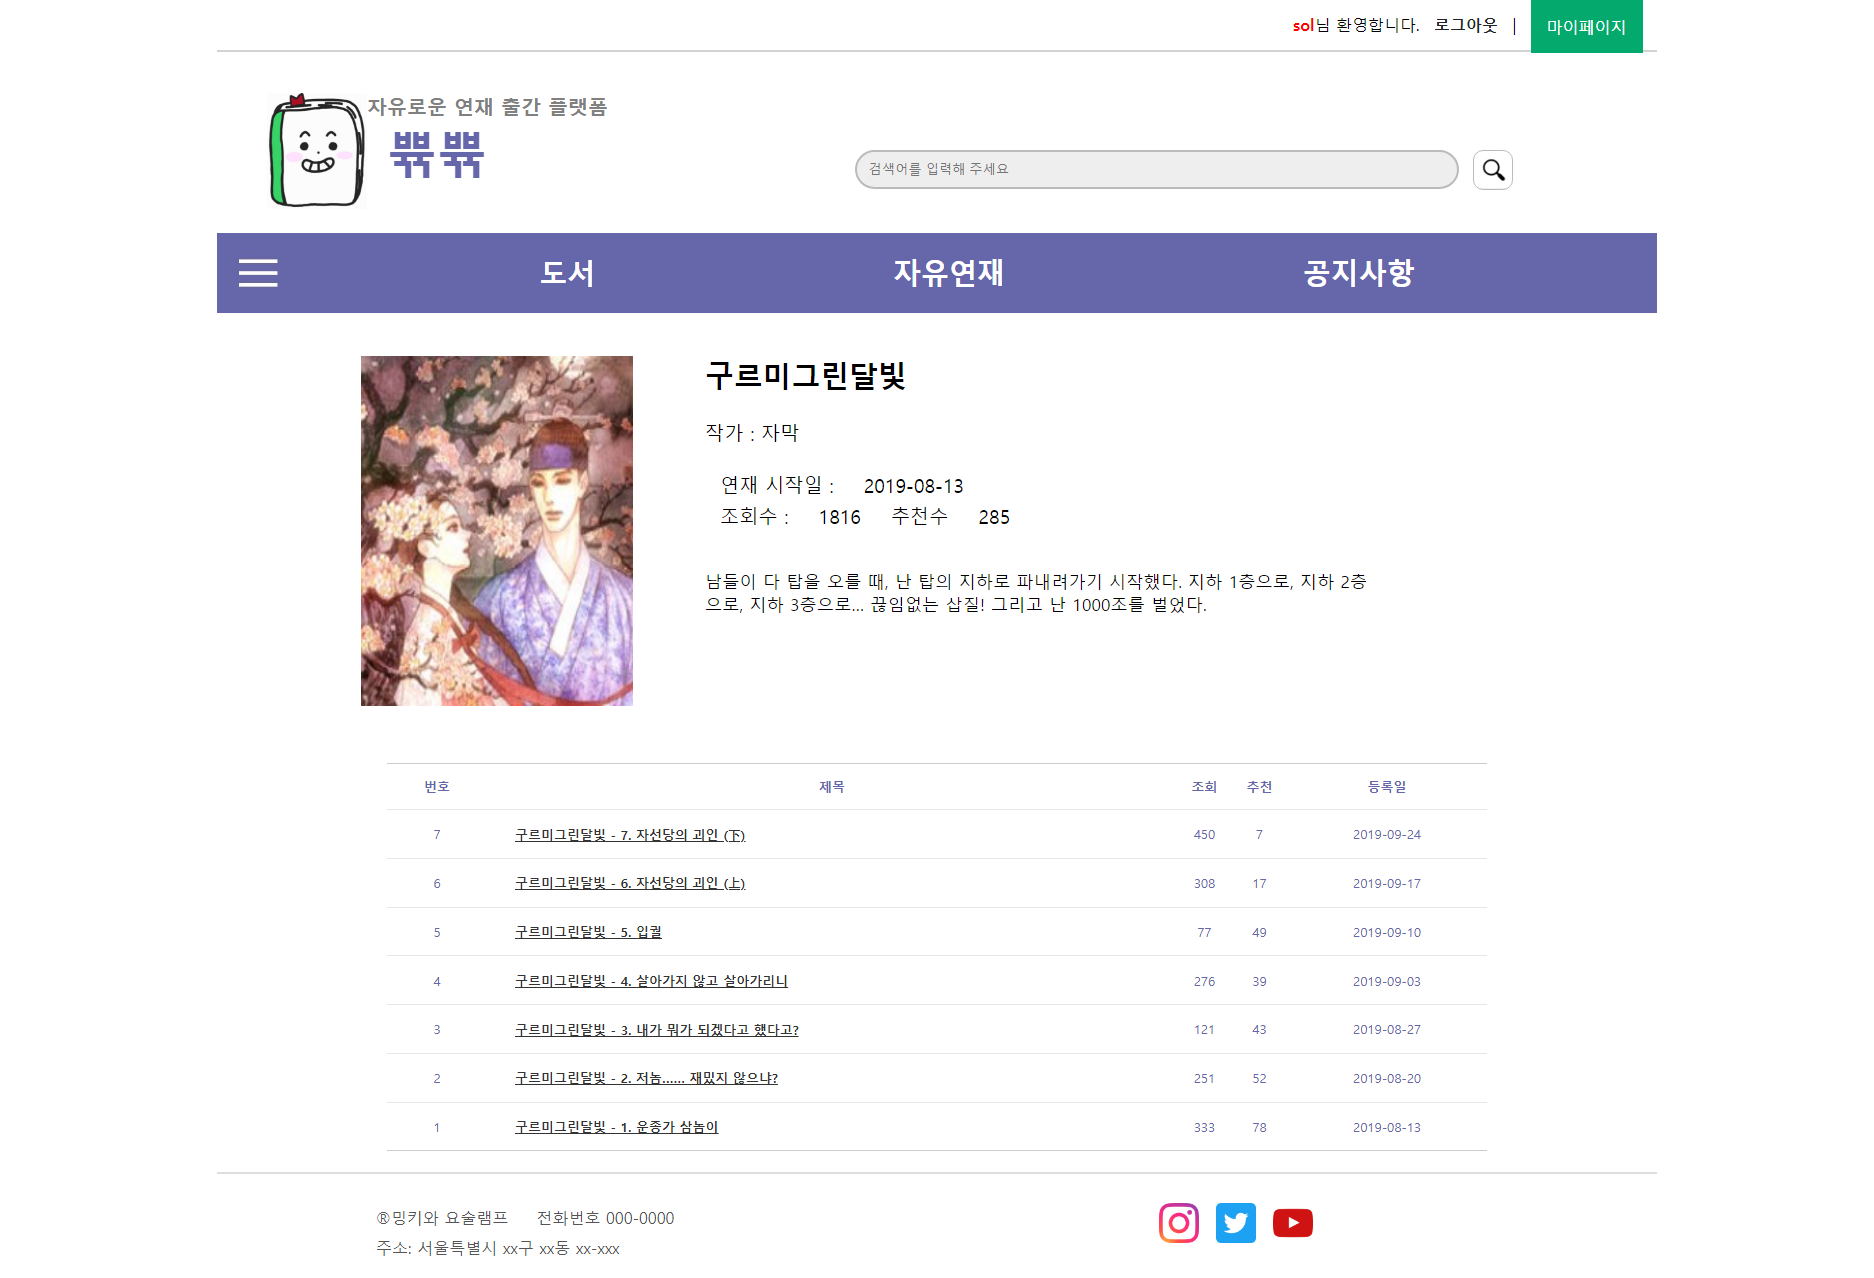 sol님 환영합니다. 로그아웃 | 마이페이지
자유로운 연재 출간 플랫폼
뿎뿎
검색어를 입력해 주세요
도서 자유연재 공지사항
구르미그린달빛
작가 : 자막
연재 시작일 : 2019-08-13
조회수 : 1816 추천수 285
남들이 다 탑을 오를 때, 난 탑의 지하로 파내려가기 시작했다. 지하 1층으로, 지하 2층
으로, 지하 3층으로... 끊임없는 삽질! 그리고 난 1000조를 벌었다.
번호 제목 조회 추천 등록일
7 구르미그린달빛 - 7. 자선당의 괴인 (下) 450 7 2019-09-24
6 구르미그린달빛 - 6. 자선당의 괴인 (上) 308 17 2019-09-17
5 구르미그린달빛 - 5. 입궐 77 49 2019-09-10
4 구르미그린달빛 - 4. 살아가지 않고 살아가리니 276 39 2019-09-03
3 구르미그린달빛 - 3. 내가 뭐가 되겠다고 했다고? 121 43 2019-08-27
2 구르미그린달빛 - 2. 저놈...... 재밌지 않으냐? 251 52 2019-08-20
1 구르미그린달빛 - 1. 운종가 삼놈이 333 78 2019-08-13
®밍키와 요술램프 전화번호 000-0000
주소: 서울특별시 xx구 xx동 xx-xxx